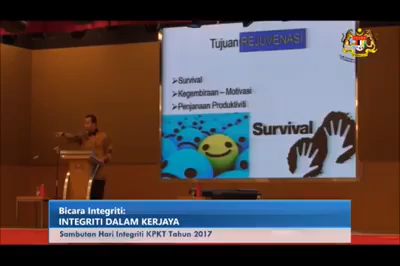 Tujuan REJUVENASI
Survival
Kegembiraan – Motivasi
Penjanaan Produktiviti
Survival
Bicara Integriti:
INTEGRITI DALAM KERJAYA
Sambutan Hari Integriti KPKT Tahun 2017